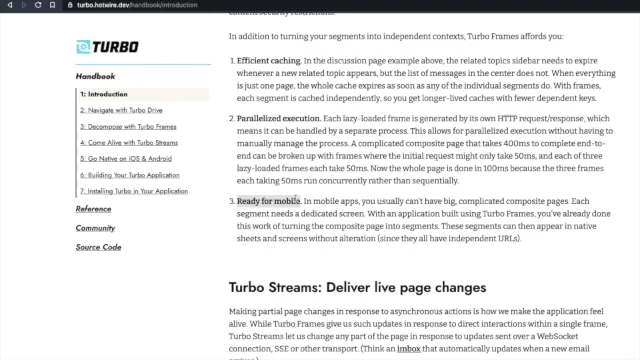 turbo.hotwire.dev/handbook/introduction
content security restrictions.
TURBO
In addition to turning your segments into independent contexts, Turbo Frames affords you:
Handbook
1: Introduction
2: Navigate with Turbo Drive
3: Decompose with Turbo Frames
4: Come Alive with Turbo Streams
5: Go Native on iOS & Android
6: Building Your Turbo Application
7: Installing Turbo in Your Application
Reference
Community
Source Code
1. Efficient caching. In the discussion page example above, the related topics sidebar needs to expire
whenever a new related topic appears, but the list of messages in the center does not. When everything
is just one page, the whole cache expires as soon as any of the individual segments do. With frames,
each segment is cached independently, so you get longer-lived caches with fewer dependent keys.
2. Parallelized execution. Each lazy-loaded frame is generated by its own HTTP request/response, which
means it can be handled by a separate process. This allows for parallelized execution without having to
manually manage the process. A complicated composite page that takes 400ms to complete end-to-
end can be broken up with frames where the initial request might only take 50ms, and each of three
lazy-loaded frames each take 50ms. Now the whole page is done in 100ms because the three frames
each taking 50ms run concurrently rather than sequentially.
3. Ready for mobile. In mobile apps, you usually can't have big, complicated composite pages. Each
segment needs a dedicated screen. With an application built using Turbo Frames, you've already done
this work of turning the composite page into segments. These segments can then appear in native
sheets and screens without alteration (since they all have independent URLs).
Turbo Streams: Deliver live page changes
Making partial page changes in response to asynchronous actions is how we make the application feel
alive. While Turbo Frames give us such updates in response to direct interactions within a single frame,
Turbo Streams let us change any part of the page in response to updates sent over a WebSocket
connection, SSE or other transport. (Think an imbox that automatically updates when a new email